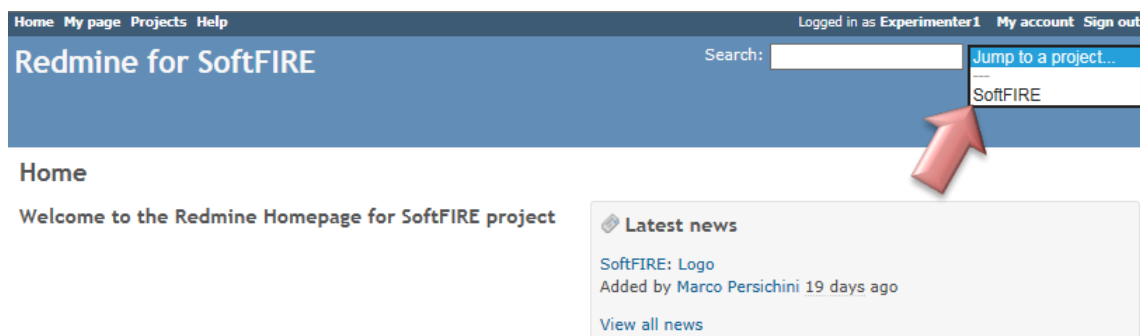 Home My page Projects Help
Logged in as Experimenter1 My account Sign out
Redmine for SoftFIRE
Search:
Jump to a project...
---
SoftFIRE
Home
Welcome to the Redmine Homepage for SoftFIRE project
Latest news
SoftFIRE: Logo
Added by Marco Persichini 19 days ago
View all news